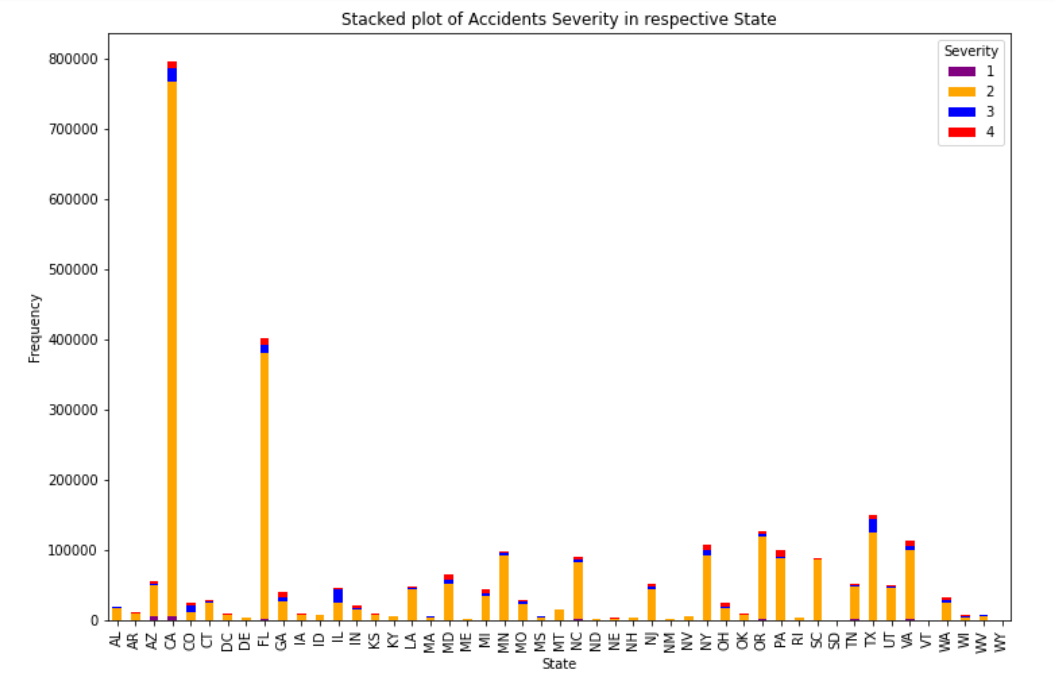 Stacked plot of Accidents Severity in respective State
Severity
1
2
3
4
800000
700000
600000
500000
400000
300000
200000
100000
0
Frequency
AL AR AZ CA CO CT DC DE FL GA IA ID IL IN KS KY LA MA MD ME MI MN MO MS MT NC ND NE NH NJ NM NV NY OH OK OR PA RI SC SD TN TX UT VA VT WA WI WV WY
State